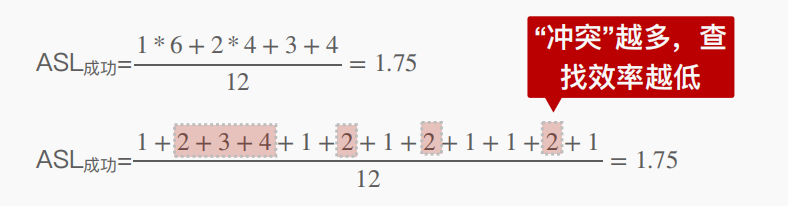 “冲突”越多，查
找效率越低
ASL成功=
1*6+2*4+3+4
12
= 1.75
ASL成功=
1+2+3+4+1+2+1+2+1+1+2+1
12
= 1.75